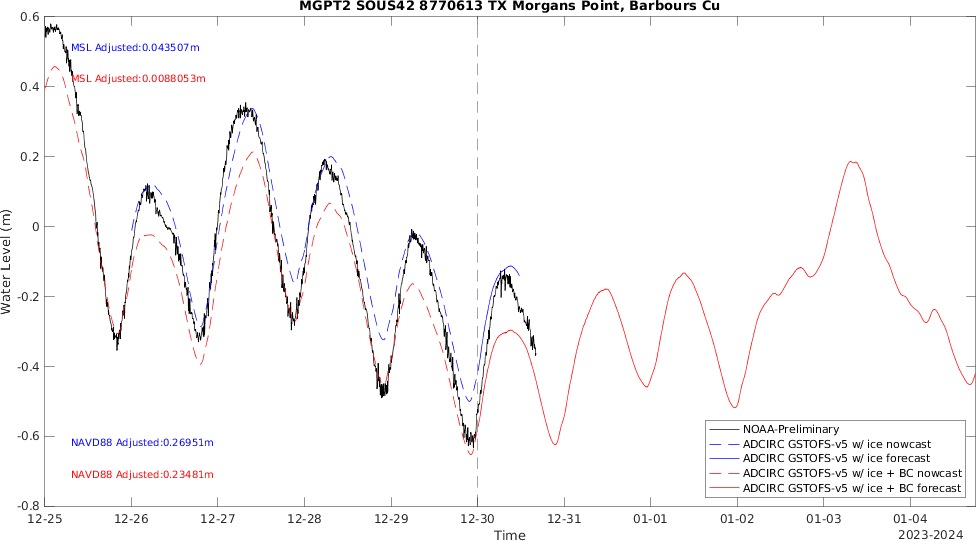 MGPT2 SOUS42 8770613 TX Morgans Point, Barbours Cu
0.6
0.4
0.2
0
-0.2
-0.4
-0.6
-0.8
Water Level (m)
MSL Adjusted:0.043507m
MSL Adjusted:0.0088053m
NAVD88 Adjusted:0.26951m
NAVD88 Adjusted:0.23481m
NOAA-Preliminary
ADCIRC GSTOFS-v5 w/ ice nowcast
ADCIRC GSTOFS-v5 w/ ice forecast
ADCIRC GSTOFS-v5 w/ ice + BC nowcast
ADCIRC GSTOFS-v5 w/ ice + BC forecast
12-25 12-26 12-27 12-28 12-29 12-30 12-31 01-01 01-02 01-03 01-04
Time
2023-2024